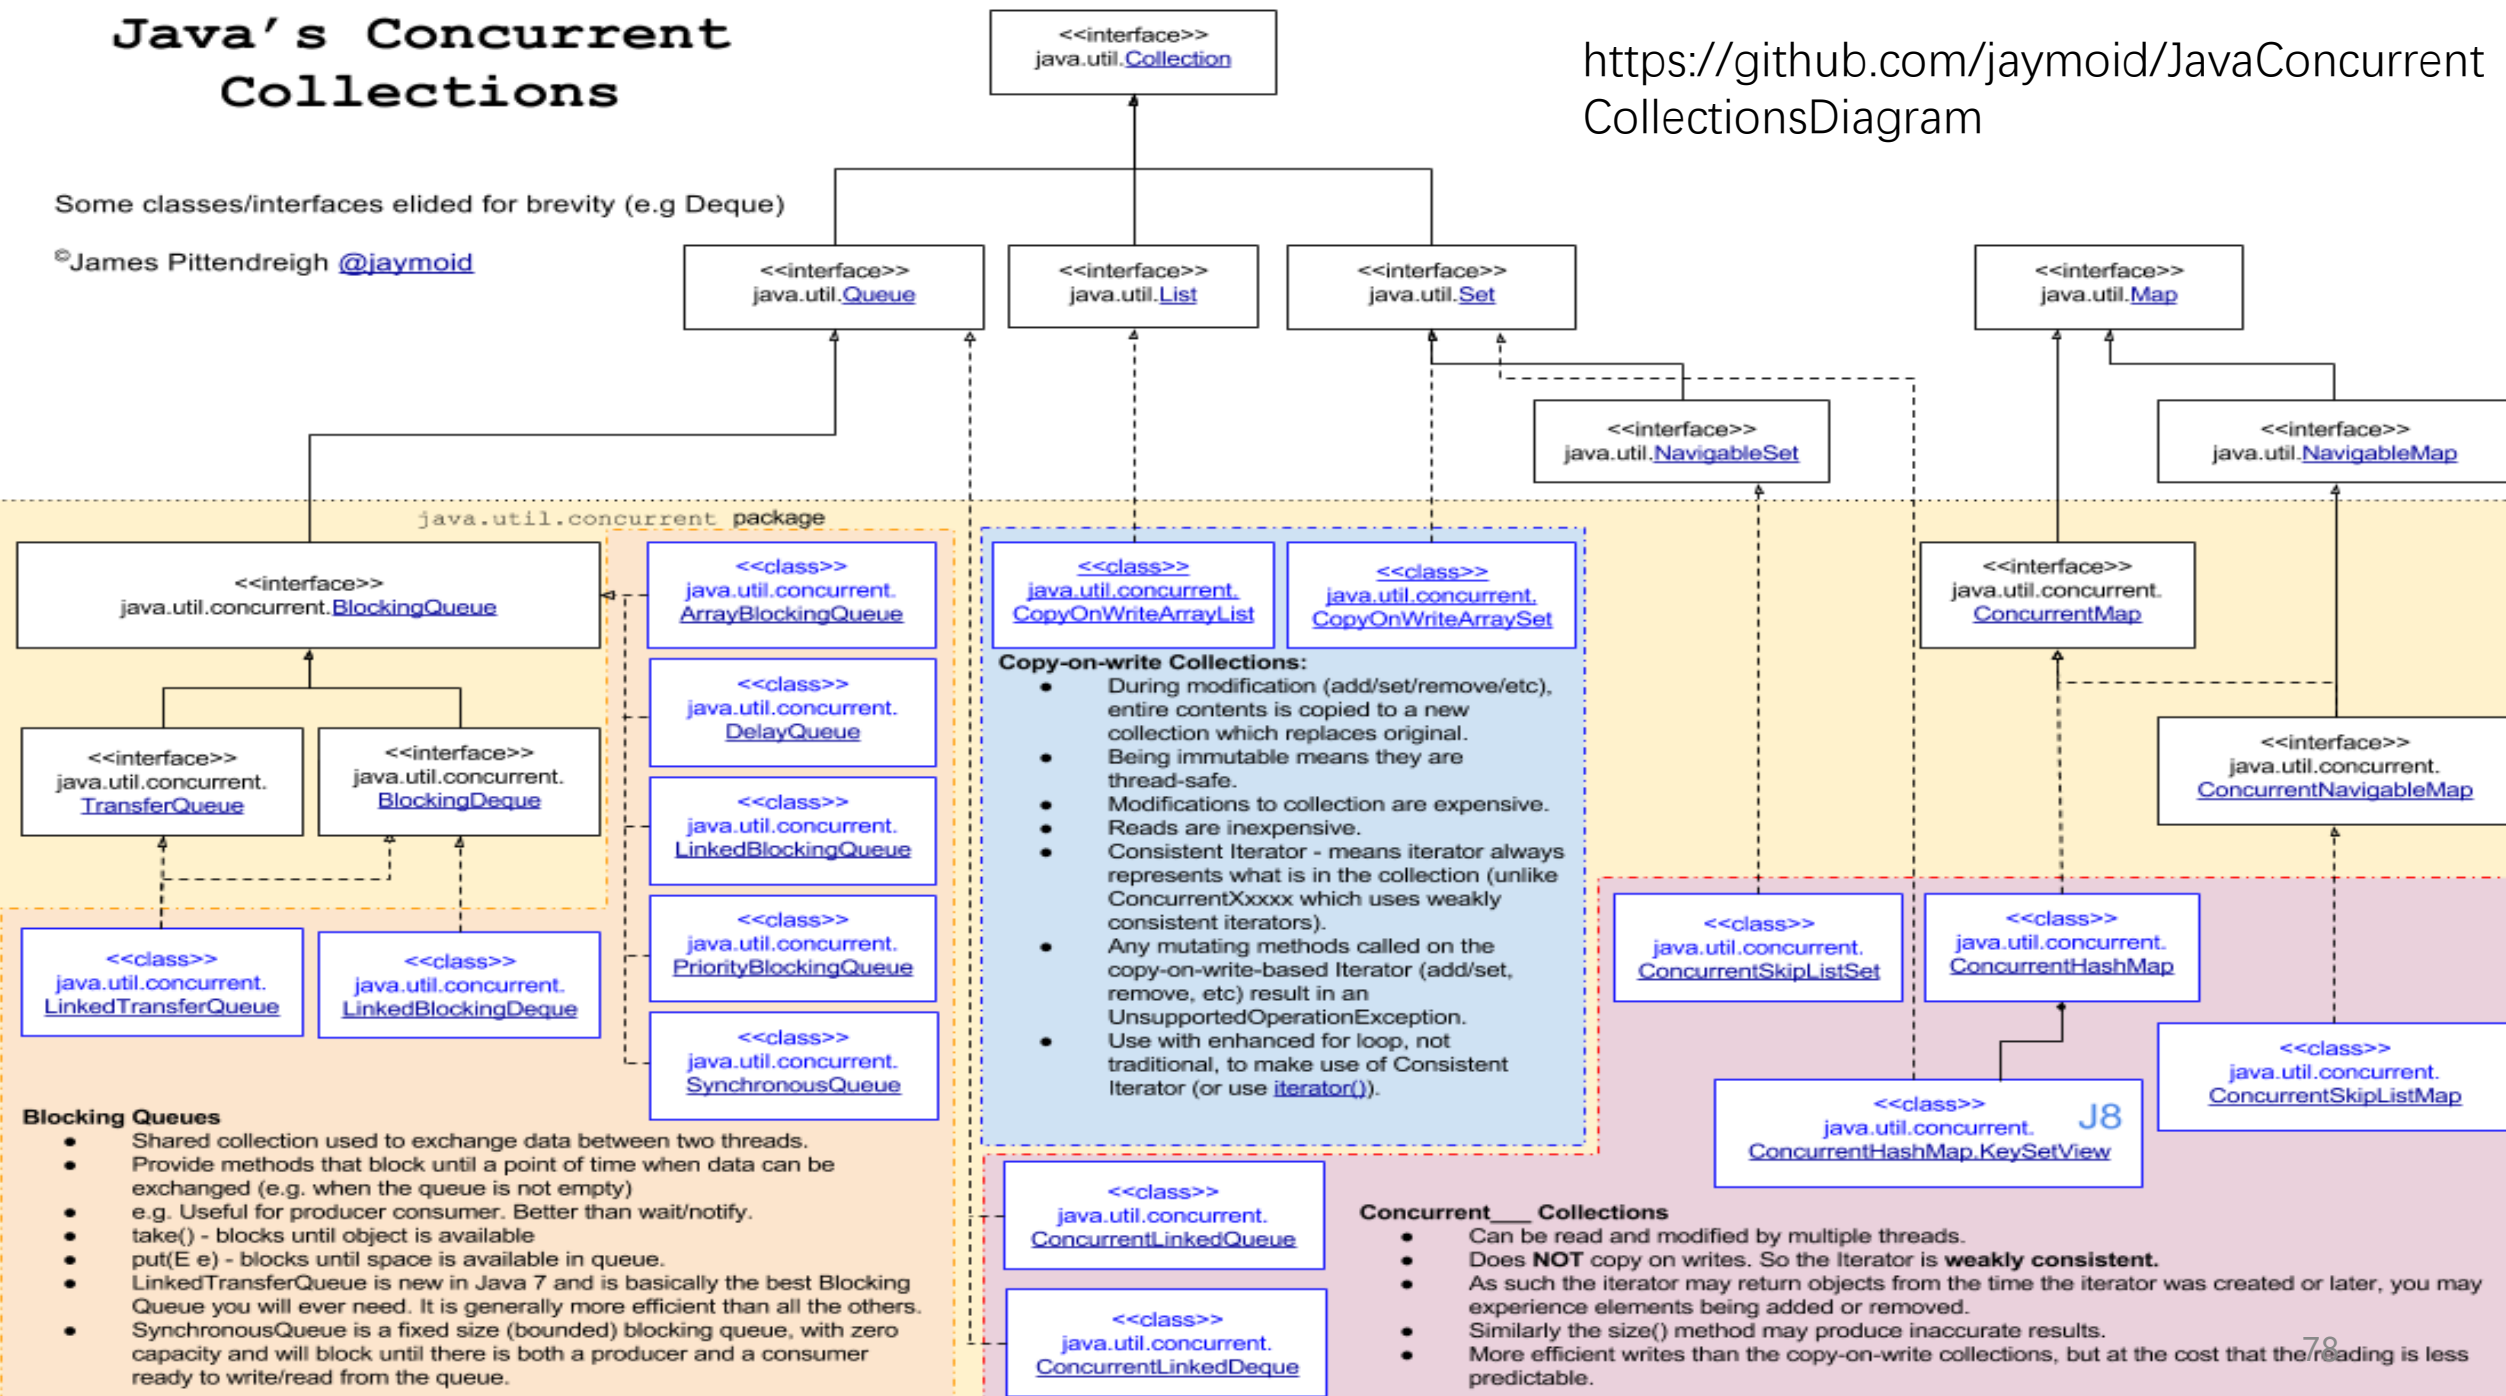 Java's Concurrent
Collections
https://github.com/jaymoid/JavaConcurrent
CollectionsDiagram
Some classes/interfaces elided for brevity (e.g Deque)
©James Pittendreigh @jaymoid
<<interface>>
java.util.Collection
<<interface>>
java.util.Queue
<<interface>>
java.util.List
<<interface>>
java.util.Set
<<interface>>
java.util.Map
<<interface>>
java.util.NavigableSet
<<interface>>
java.util.NavigableMap
java.util.concurrent package
<<interface>>
java.util.concurrent.BlockingQueue
<<class>>
java.util.concurrent.
ArrayBlockingQueue
<<class>>
java.util.concurrent.
CopyOnWriteArrayList
<<class>>
java.util.concurrent.
CopyOnWriteArraySet
<<interface>>
java.util.concurrent.
ConcurrentMap
<<class>>
java.util.concurrent.
DelayQueue
<<interface>>
java.util.concurrent.
TransferQueue
<<interface>>
java.util.concurrent.
BlockingDeque
<<class>>
java.util.concurrent.
LinkedBlockingQueue
<<interface>>
java.util.concurrent.
ConcurrentNavigableMap
<<class>>
java.util.concurrent.
PriorityBlockingQueue
<<class>>
java.util.concurrent.
LinkedTransferQueue
<<class>>
java.util.concurrent.
LinkedBlockingDeque
<<class>>
java.util.concurrent.
SynchronousQueue
Copy-on-write Collections:
● During modification (add/set/remove/etc),
entire contents is copied to a new
collection which replaces original.
● Being immutable means they are
thread-safe.
● Modifications to collection are expensive.
● Reads are inexpensive.
● Consistent Iterator - means iterator always
represents what is in the collection (unlike
ConcurrentXxxxx which uses weakly
consistent iterators).
● Any mutating methods called on the
copy-on-write-based Iterator (add/set,
remove, etc) result in an
UnsupportedOperationException.
● Use with enhanced for loop, not
traditional, to make use of Consistent
Iterator (or use iterator()).
<<class>>
java.util.concurrent.
ConcurrentSkipListSet
<<class>>
java.util.concurrent.
ConcurrentHashMap
<<class>>
java.util.concurrent.
ConcurrentSkipListMap
<<class>>
java.util.concurrent.
ConcurrentHashMap.KeySetView
J8
Blocking Queues
● Shared collection used to exchange data between two threads.
● Provide methods that block until a point of time when data can be
exchanged (e.g. when the queue is not empty)
● e.g. Useful for producer consumer. Better than wait/notify.
● take() - blocks until object is available
● put(E e) - blocks until space is available in queue.
● LinkedTransferQueue is new in Java 7 and is basically the best Blocking
Queue you will ever need. It is generally more efficient than all the others.
● SynchronousQueue is a fixed size (bounded) blocking queue, with zero
capacity and will block until there is both a producer and a consumer
ready to write/read from the queue.
<<class>>
java.util.concurrent.
ConcurrentLinkedQueue
<<class>>
java.util.concurrent.
ConcurrentLinkedDeque
Concurrent___ Collections
● Can be read and modified by multiple threads.
● Does NOT copy on writes. So the Iterator is weakly consistent.
● As such the iterator may return objects from the time the iterator was created or later, you may
experience elements being added or removed.
● Similarly the size() method may produce inaccurate results.
● More efficient writes than the copy-on-write collections, but at the cost that the reading is less
predictable.
78